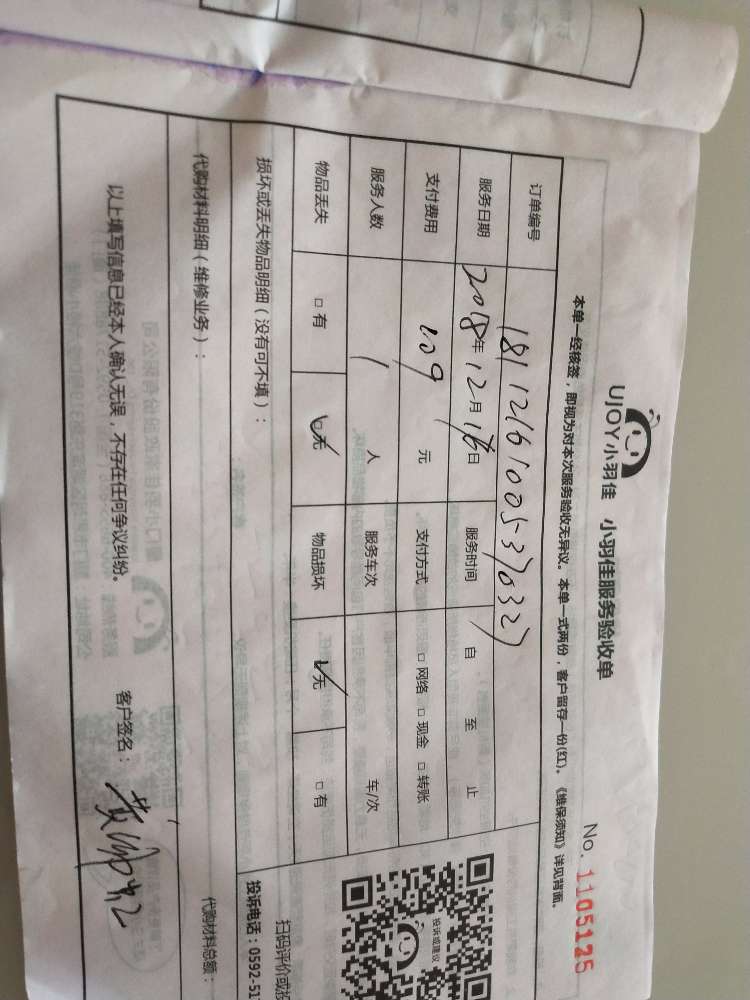 UJOY小羽佳 小羽佳服务验收单
No. 1105125
本单一经核签，即视为对本次服务验收无异议。本单一式两份，客户留存一份(红)。《维保须知》详见背面。
订单编号 1812161005370327
服务日期 2018年12月16日 服务时间 自 至 止
支付费用 109 元 支付方式 □网络 □现金 □转账
服务人数 1 人 服务车次 车/次
物品丢失 □有 ☑无 物品损坏 ☑无 □有
投诉或建议
扫码评价或投
投诉电话：0592-51
损坏或丢失物品明细（没有可不填）：
代购材料明细（维修业务）：
代购材料总额：
以上填写信息已经本人确认无误，不存在任何争议纠纷。 客户签名：